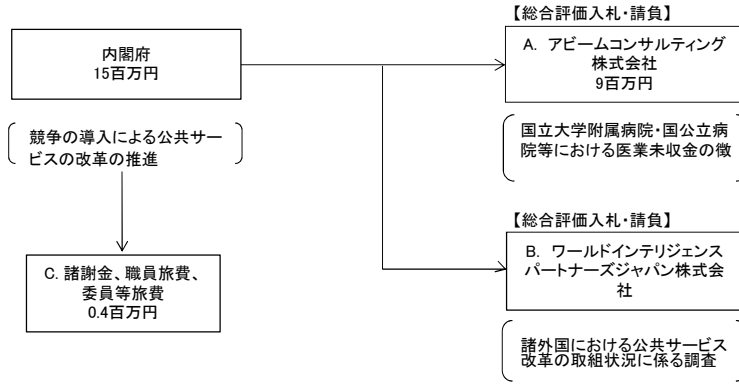 【総合評価入札・請負】
内閣府
15百万円
A. アビームコンサルティング
株式会社
9百万円
競争の導入による公共サー
ビスの改革の推進
国立大学附属病院・国公立病
院等における医業未収金の徴
【総合評価入札・請負】
B. ワールドインテリジェンス
パートナーズジャパン株式会
社
C. 諸謝金、職員旅費、
委員等旅費
0.4百万円
諸外国における公共サービス
改革の取組状況に係る調査